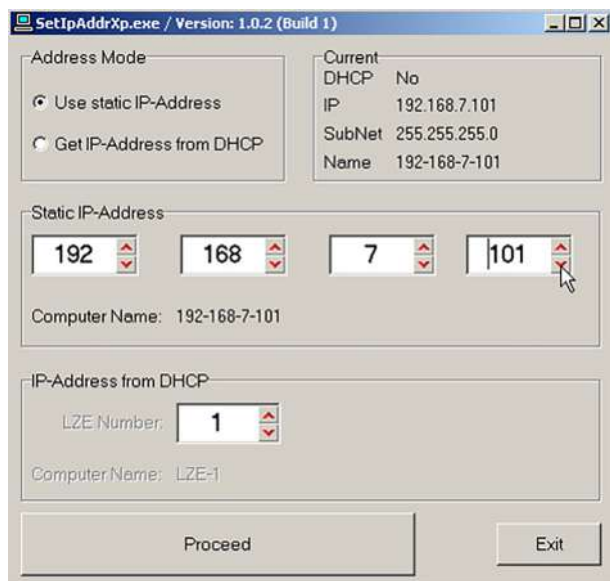 SetIpAddrXp.exe / Version: 1.0.2 (Build 1)
Address Mode
Use static IP-Address
Get IP-Address from DHCP
Current
DHCP No
IP 192.168.7.101
SubNet 255.255.255.0
Name 192-168-7-101
Static IP-Address
192 168 7 101
Computer Name: 192-168-7-101
IP-Address from DHCP
LZE Number: 1
Computer Name: LZE-1
Proceed Exit